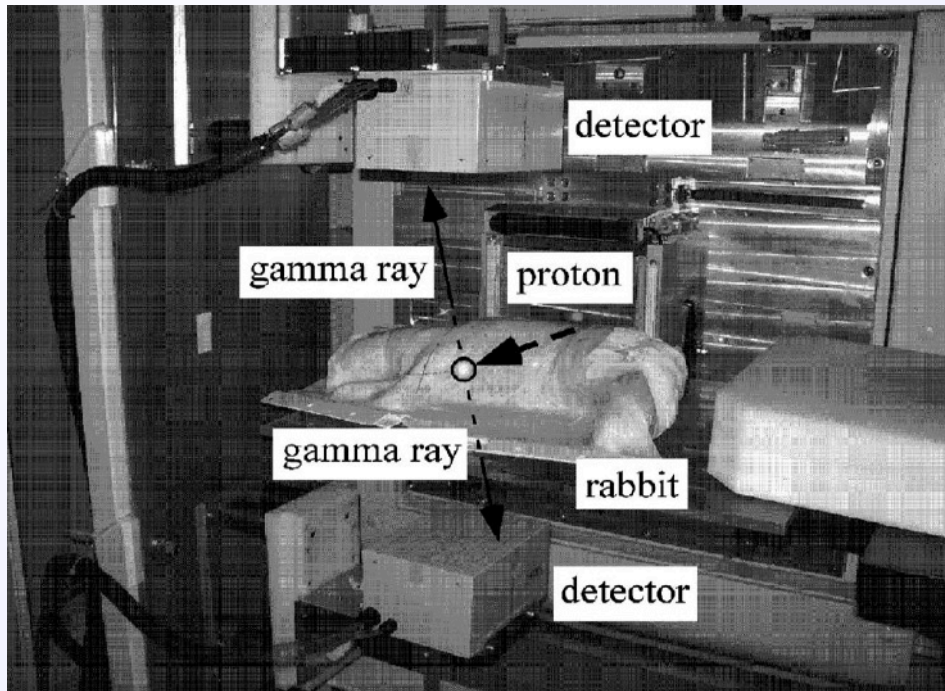 detector
gamma ray
proton
gamma ray
rabbit
detector